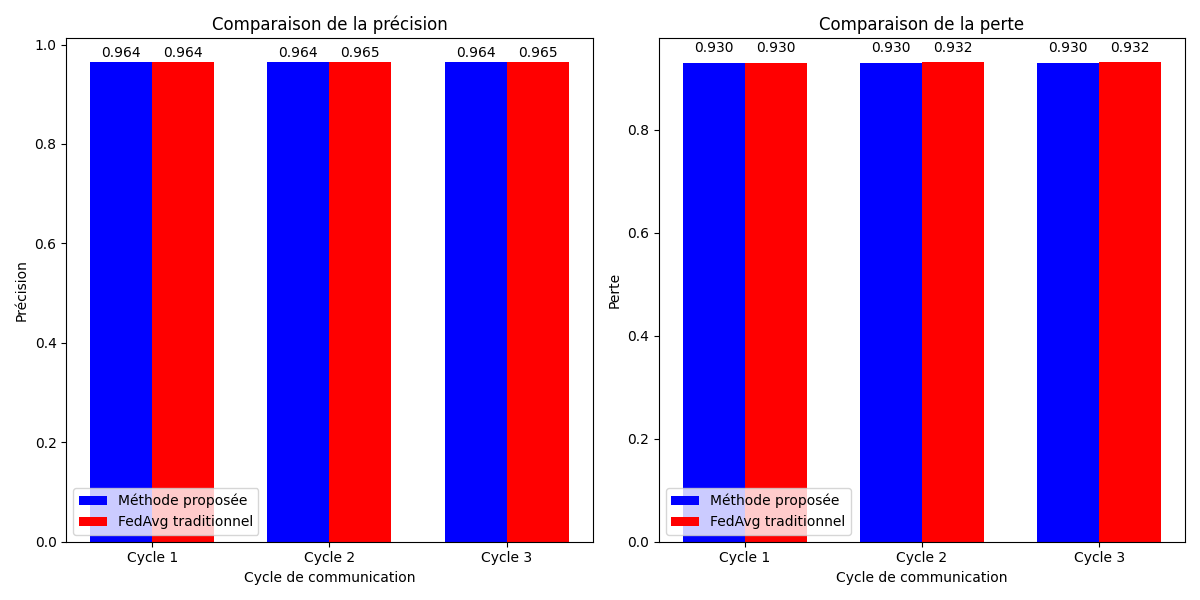 Comparaison de la précision
0.964 0.964 0.964 0.965 0.964 0.965
1.0
0.8
0.6
0.4
0.2
0.0
Précision
Méthode proposée
FedAvg traditionnel
Cycle 1 Cycle 2 Cycle 3
Cycle de communication
Comparaison de la perte
0.930 0.930 0.930 0.932 0.930 0.932
0.8
0.6
0.4
0.2
0.0
Perte
Méthode proposée
FedAvg traditionnel
Cycle 1 Cycle 2 Cycle 3
Cycle de communication